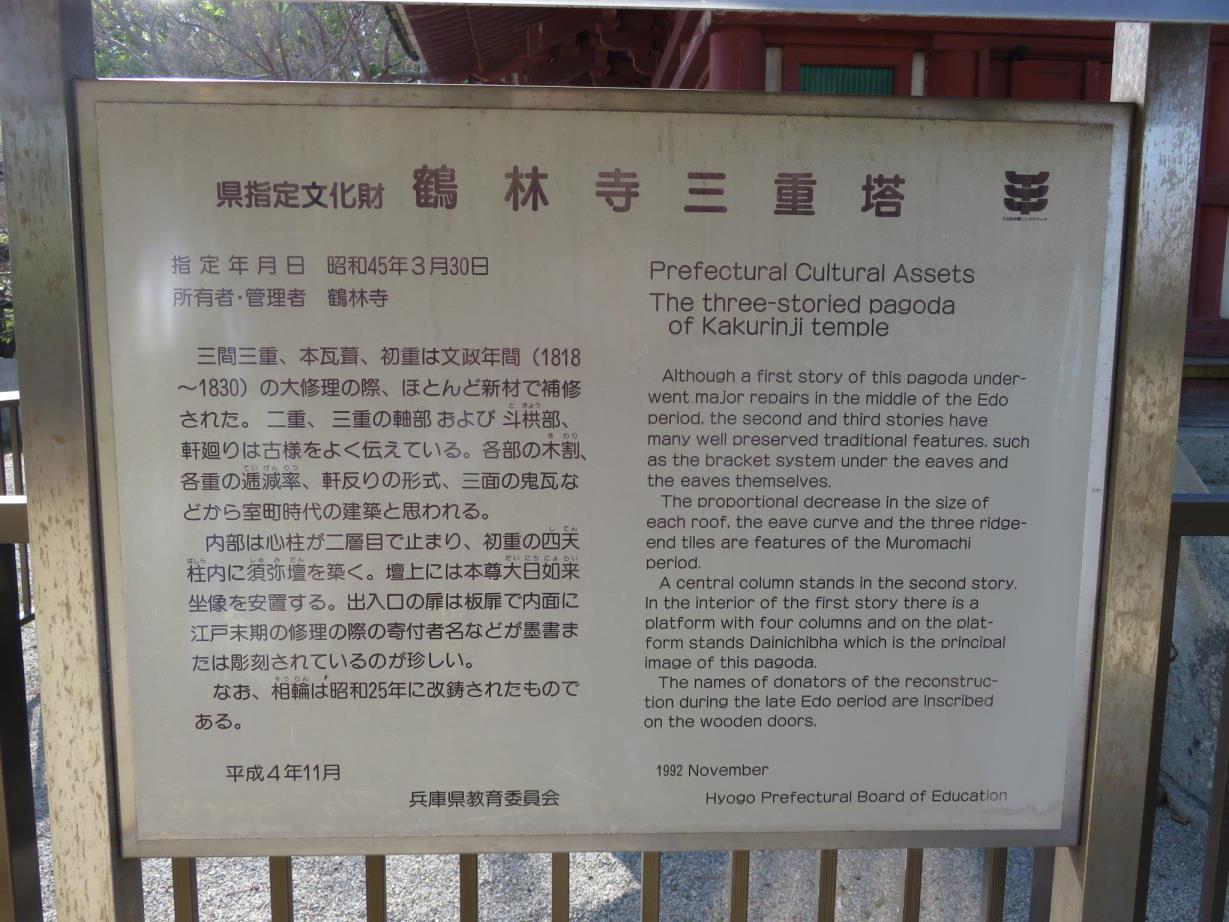 県指定文化財 鶴林寺三重塔
指定年月日 昭和45年3月30日
所有者・管理者 鶴林寺
三間三重、本瓦葺、初重は文政年間（1818
～1830）の大修理の際、ほとんど新材で補修
された。二重、三重の軸部および斗栱部、
軒廻りは古様をよく伝えている。各部の木割、
各重の逓減率、軒反りの形式、三面の鬼瓦な
どから室町時代の建築と思われる。
内部は心柱が二層目で止まり、初重の四天
柱内に須弥壇を築く。壇上には本尊大日如来
坐像を安置する。出入口の扉は板扉で内面に
江戸末期の修理の際の寄付者名などが墨書ま
たは彫刻されているのが珍しい。
なお、相輪は昭和25年に改鋳されたもので
ある。
平成4年11月
兵庫県教育委員会
Prefectural Cultural Assets
The three-storied pagoda
of Kakurinji temple
Although a first story of this pagoda under-
went major repairs in the middle of the Edo
period, the second and third stories have
many well preserved traditional features, such
as the bracket system under the eaves and
the eaves themselves.
The proportional decrease in the size of
each roof, the eave curve and the three ridge-
end tiles are features of the Muromachi
period.
A central column stands in the second story.
In the interior of the first story there is a
platform with four columns and on the plat-
form stands Dainichibha which is the principal
image of this pagoda.
The names of donators of the reconstruc-
tion during the late Edo period are inscribed
on the wooden doors.
1992 November
Hyogo Prefectural Board of Education